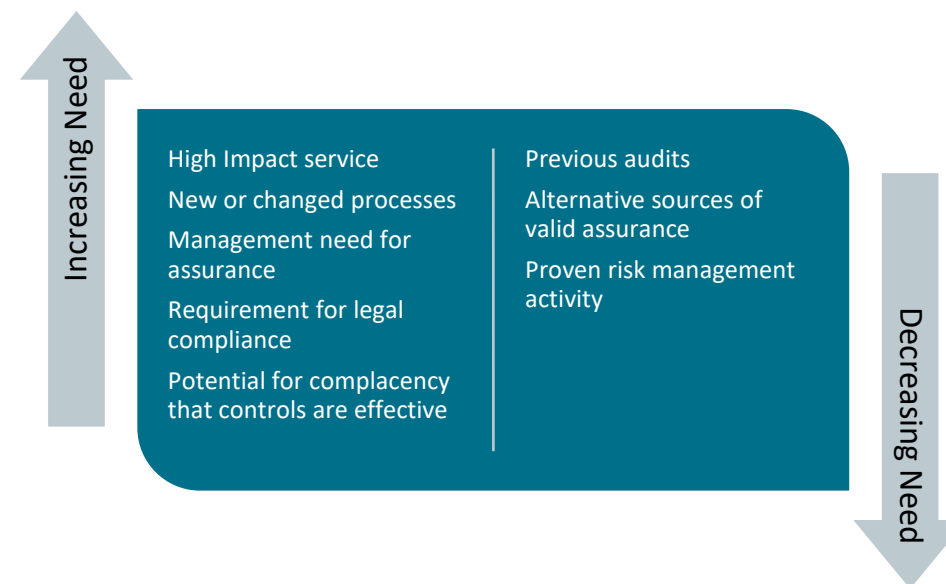 Increasing Need
High Impact service
New or changed processes
Management need for
assurance
Requirement for legal
compliance
Potential for complacency
that controls are effective
Previous audits
Alternative sources of
valid assurance
Proven risk management
activity
Decreasing Need